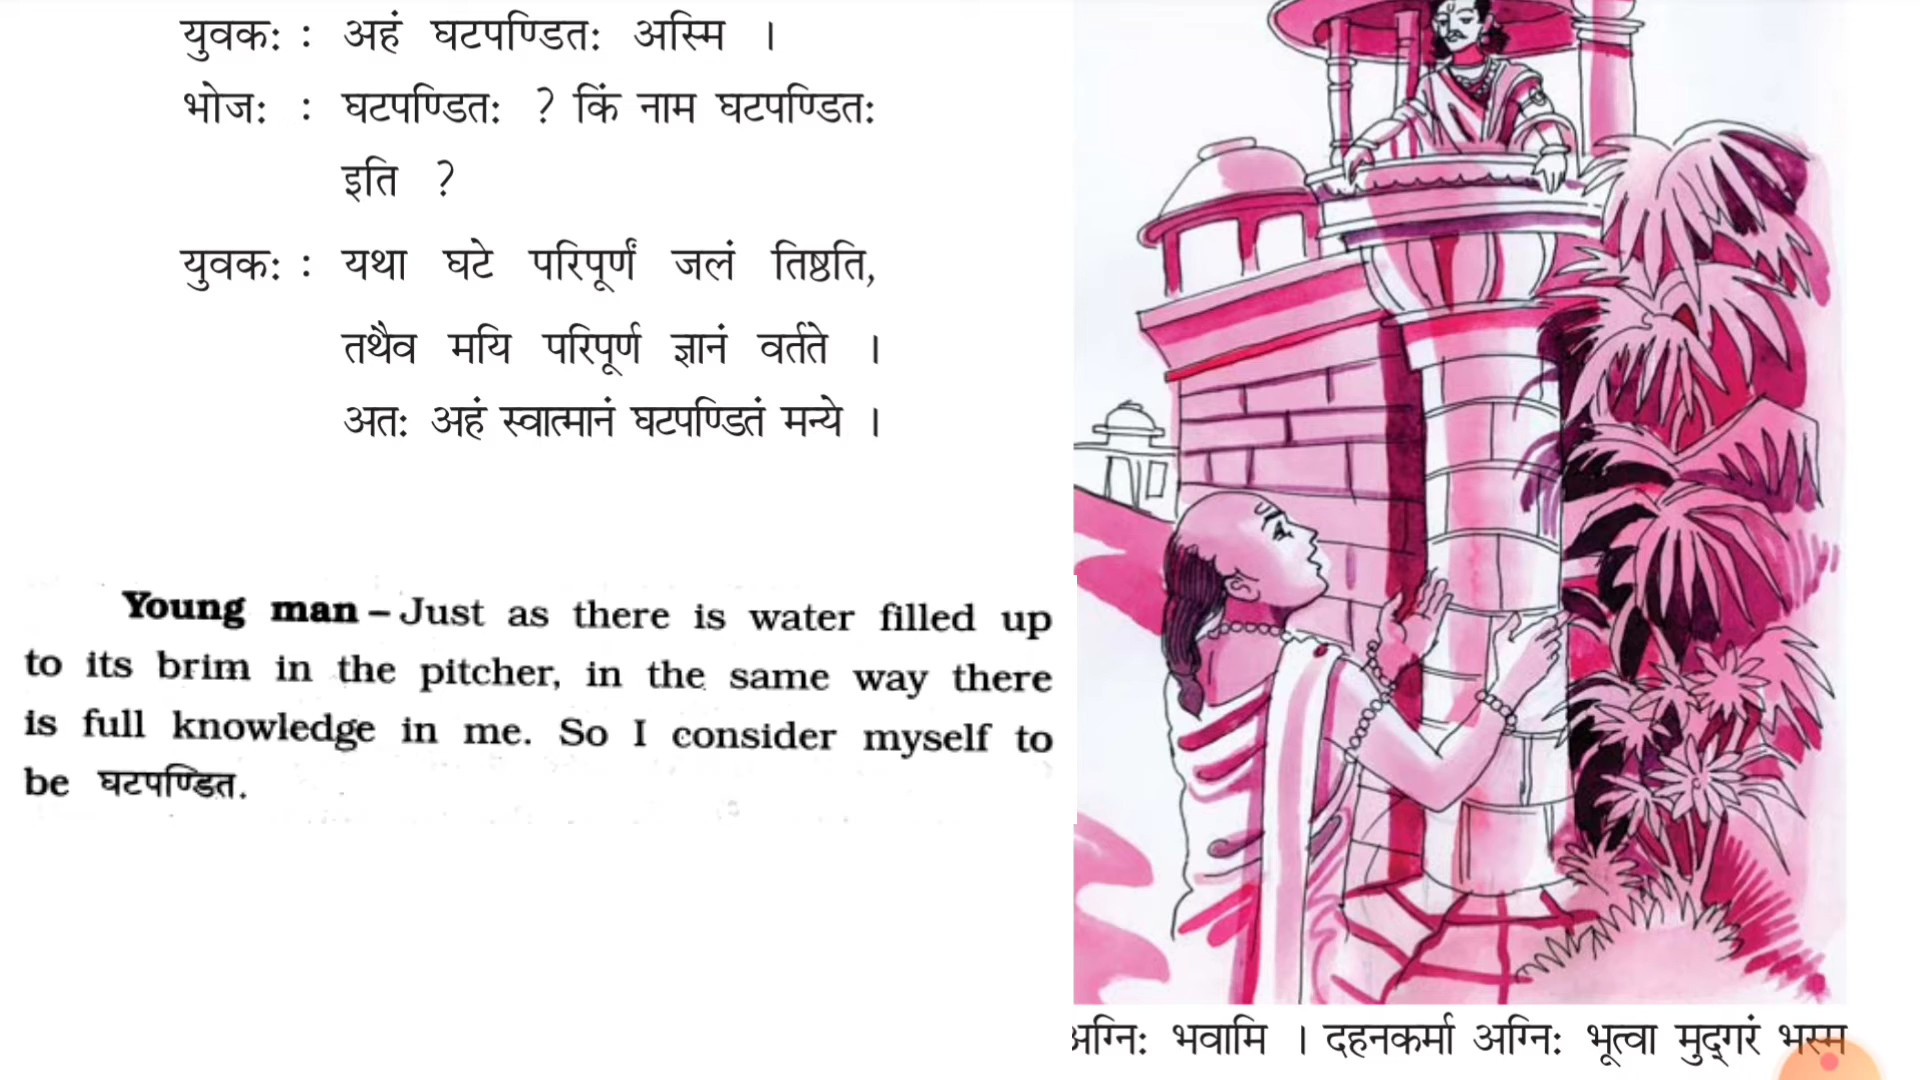 युवकः : अहं घटपण्डितः अस्मि ।
भोजः : घटपण्डितः ? किं नाम घटपण्डितः
इति ?
युवकः : यथा घटे परिपूर्णं जलं तिष्ठति,
तथैव मयि परिपूर्ण ज्ञानं वर्तते ।
अतः अहं स्वात्मानं घटपण्डितं मन्ये ।
Young man – Just as there is water filled up
to its brim in the pitcher, in the same way there
is full knowledge in me. So I consider myself to
be घटपण्डित.
अग्निः भवामि । दहनकर्मा अग्निः भूत्वा मुद्गरं भस्म